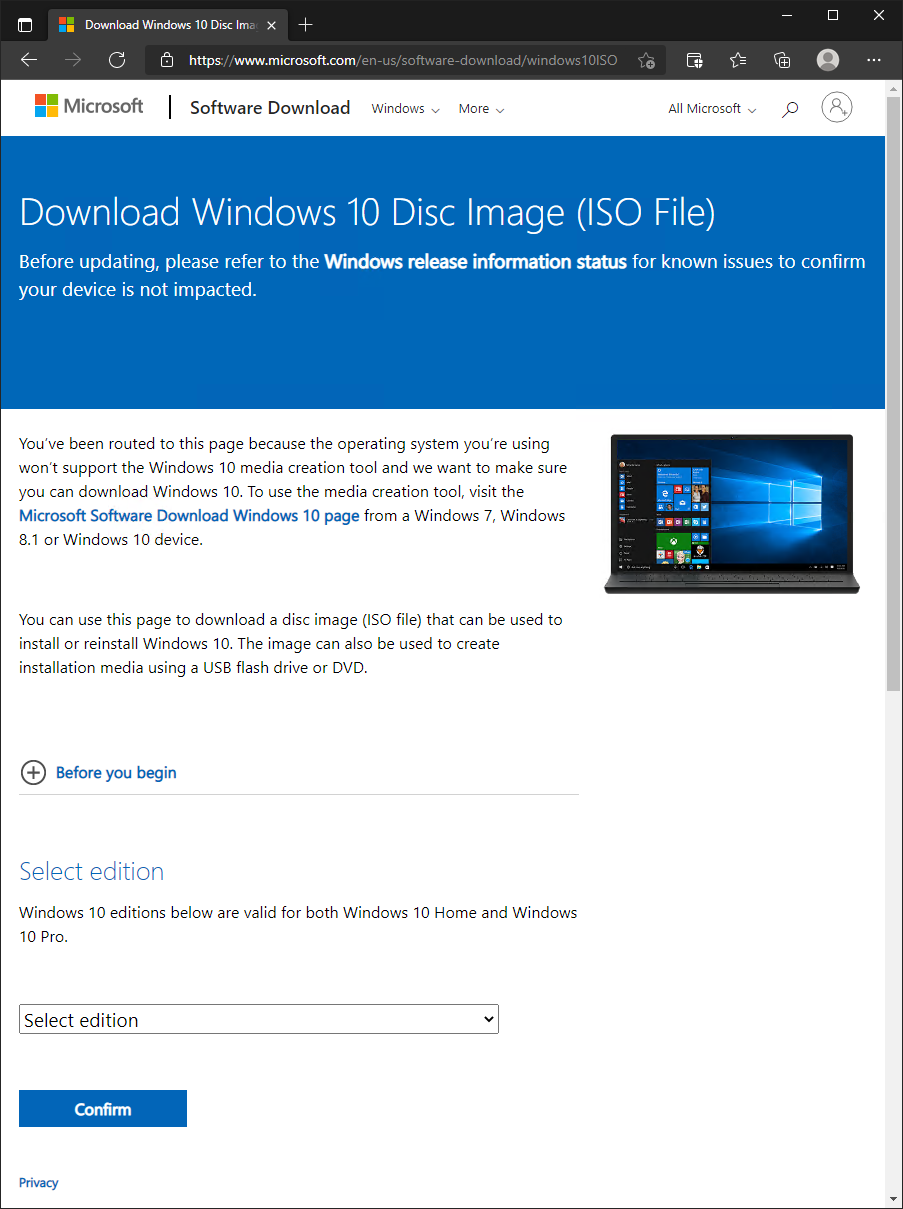 Download Windows 10 Disc Ima
https://www.microsoft.com/en-us/software-download/windows10ISO
Microsoft
Software Download
Windows
More
All Microsoft
Download Windows 10 Disc Image (ISO File)
Before updating, please refer to the Windows release information status for known issues to confirm
your device is not impacted.
You’ve been routed to this page because the operating system you’re using
won’t support the Windows 10 media creation tool and we want to make sure
you can download Windows 10. To use the media creation tool, visit the
Microsoft Software Download Windows 10 page from a Windows 7, Windows
8.1 or Windows 10 device.
You can use this page to download a disc image (ISO file) that can be used to
install or reinstall Windows 10. The image can also be used to create
installation media using a USB flash drive or DVD.
Before you begin
Select edition
Windows 10 editions below are valid for both Windows 10 Home and Windows
10 Pro.
Select edition
Confirm
Privacy